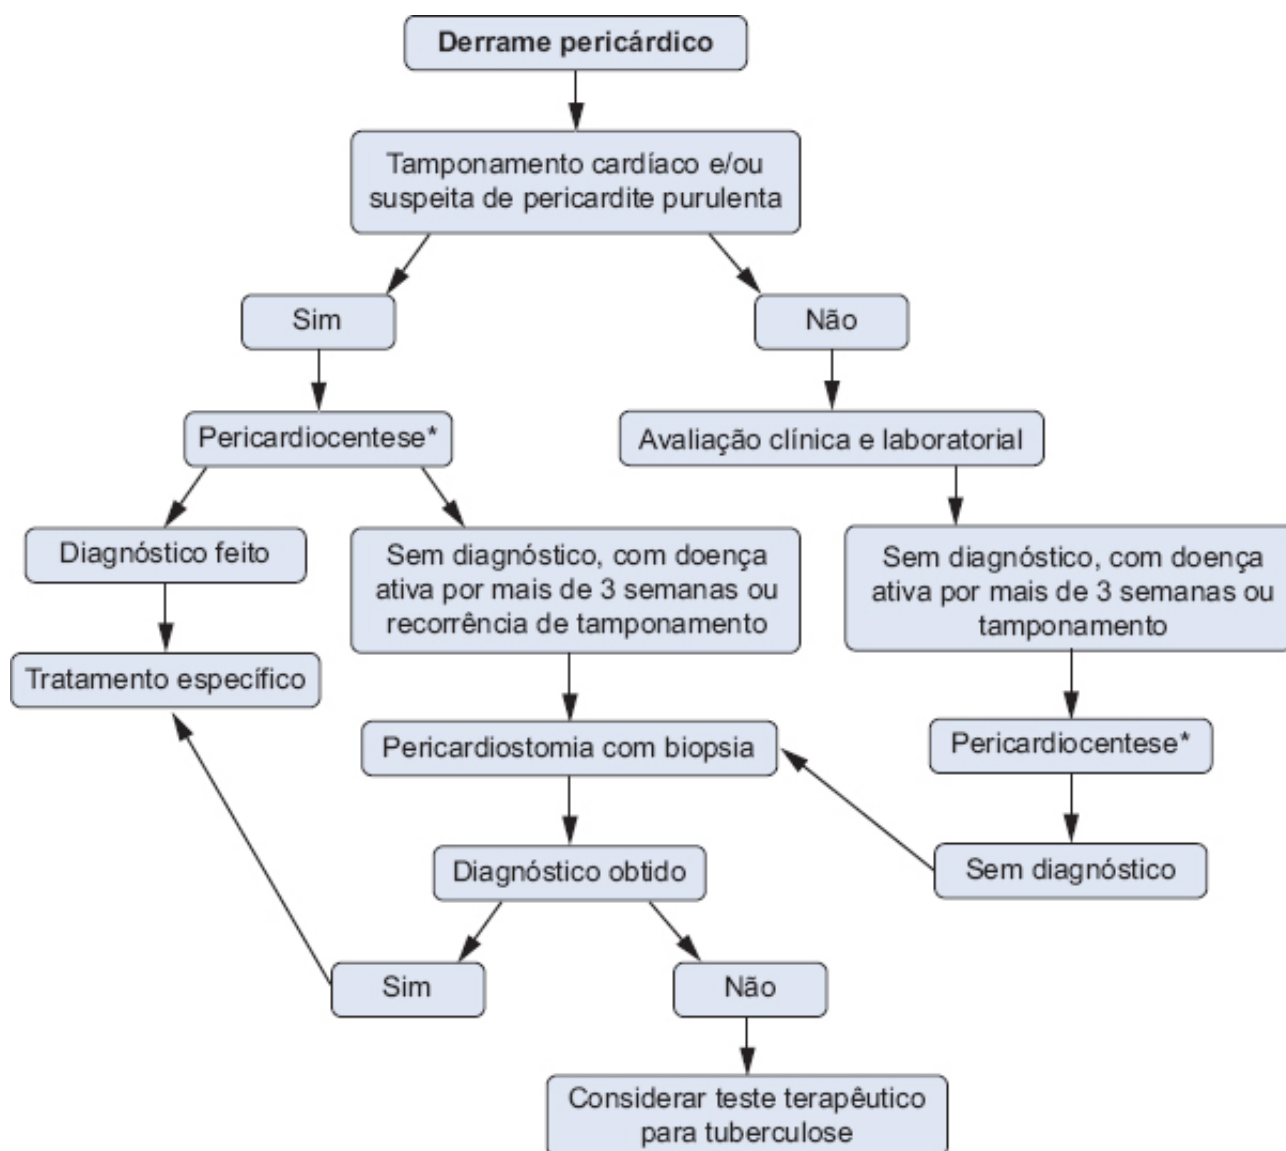 Derrame pericárdico
Tamponamento cardíaco e/ou
suspeita de pericardite purulenta
Sim
Não
Pericardiocentese*
Avaliação clínica e laboratorial
Diagnóstico feito
Sem diagnóstico, com doença
ativa por mais de 3 semanas ou
recorrência de tamponamento
Sem diagnóstico, com doença
ativa por mais de 3 semanas ou
tamponamento
Tratamento específico
Pericardiostomia com biopsia
Pericardiocentese*
Diagnóstico obtido
Sem diagnóstico
Sim
Não
Considerar teste terapêutico
para tuberculose